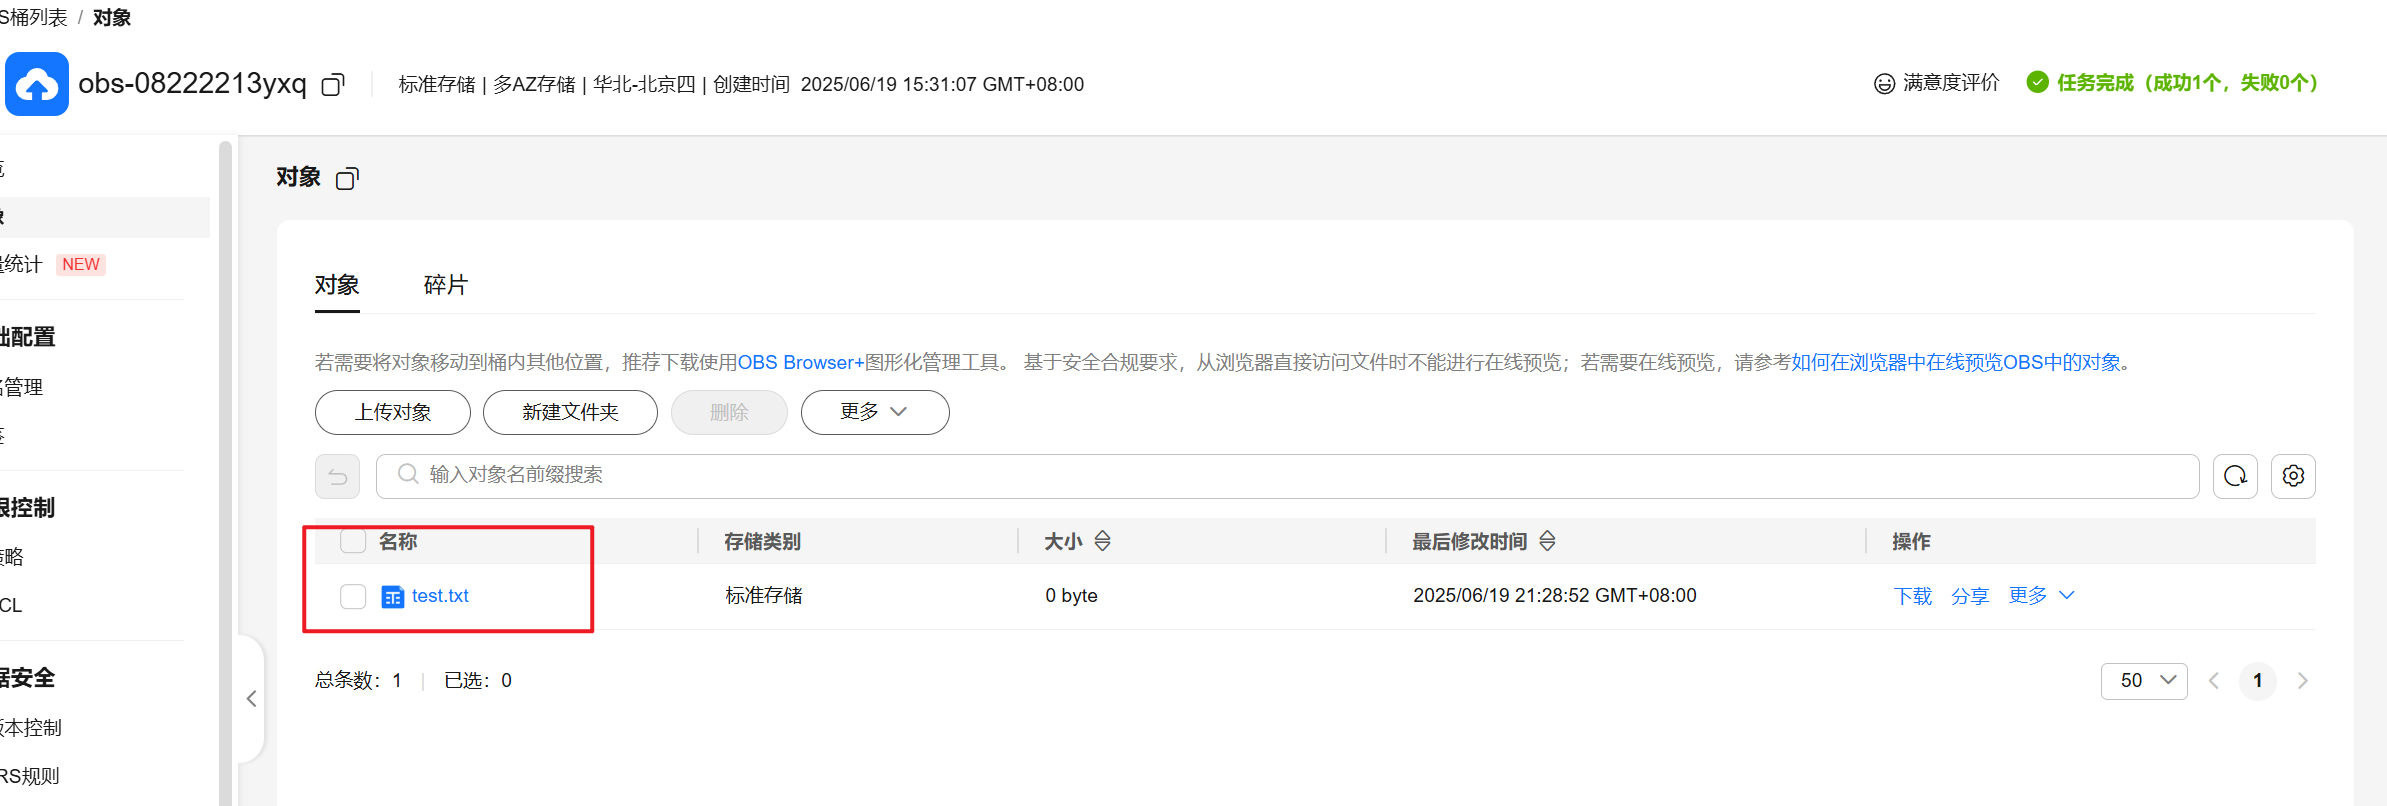 S桶列表 / 对象
obs-08222213yxq
标准存储 | 多AZ存储 | 华北-北京四 | 创建时间 2025/06/19 15:31:07 GMT+08:00
满意度评价
任务完成（成功1个，失败0个）
统计 NEW
配置
管理
控制
CL
安全
本控制
RS规则
对象
对象 碎片
若需要将对象移动到桶内其他位置，推荐下载使用OBS Browser+图形化管理工具。 基于安全合规要求，从浏览器直接访问文件时不能进行在线预览；若需要在线预览，请参考如何在浏览器中在线预览OBS中的对象。
上传对象 新建文件夹 删除 更多
输入对象名前缀搜索
名称 存储类别 大小 最后修改时间 操作
test.txt 标准存储 0 byte 2025/06/19 21:28:52 GMT+08:00 下载 分享 更多
总条数：1 已选：0
50 1